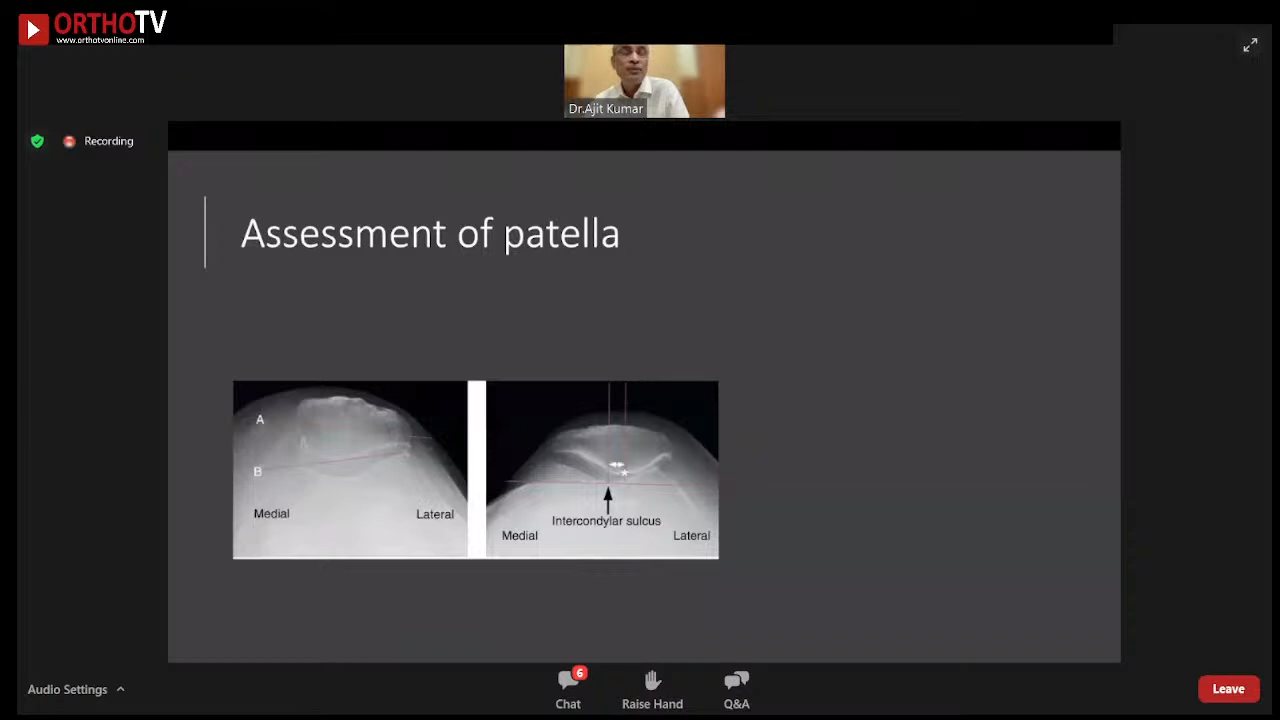 ORTHOTV
www.orthotvonline.com
Dr.Ajit Kumar
Recording
Assessment of patella
A
B
Medial
Lateral
Intercondylar sulcus
Medial
Lateral
Audio Settings
6
Chat
Raise Hand
Q&A
Leave